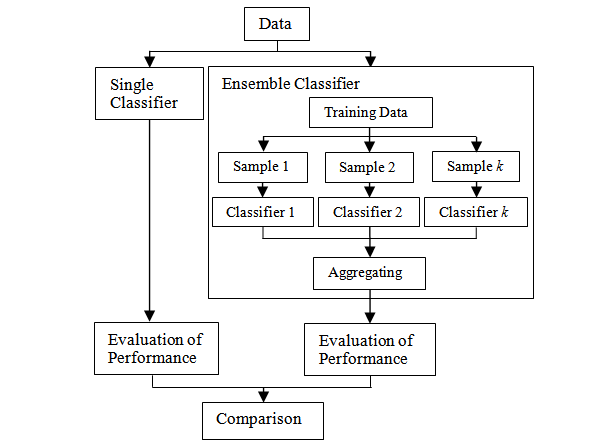 Data
Single
Classifier
Ensemble Classifier
Training Data
Sample 1
Sample 2
Sample k
Classifier 1
Classifier 2
Classifier k
Aggregating
Evaluation of
Performance
Evaluation of
Performance
Comparison